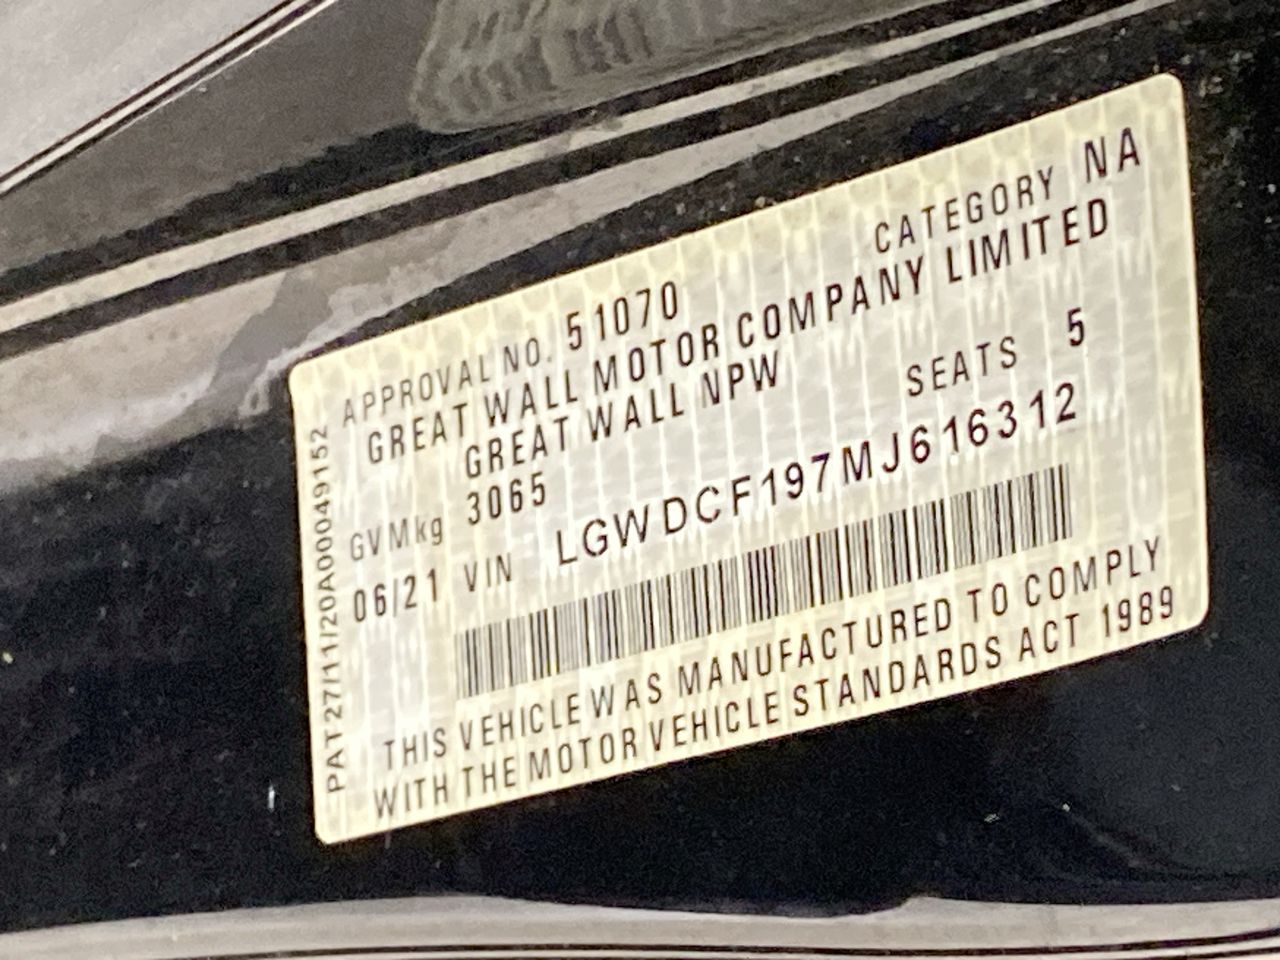 APPROVAL NO. 51070 CATEGORY NA
GREAT WALL MOTOR COMPANY LIMITED
GREAT WALL NPW SEATS 5
GVMkg 3065
06/21 VIN LGWDCF197MJ616312
THIS VEHICLE WAS MANUFACTURED TO COMPLY
WITH THE MOTOR VEHICLE STANDARDS ACT 1989
PAT27/11/20A00049152